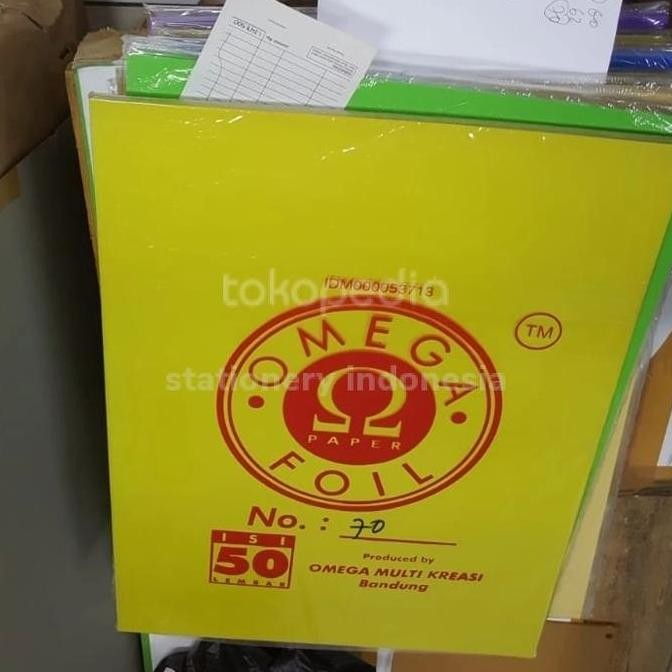 IDM000053713
tokopedia
OMEGA
stationery indonesia
Ω
PAPER
FOIL
No. : 70
ISI
50
LEMBAR
Produced by
OMEGA MULTI KREASI
Bandung
TM